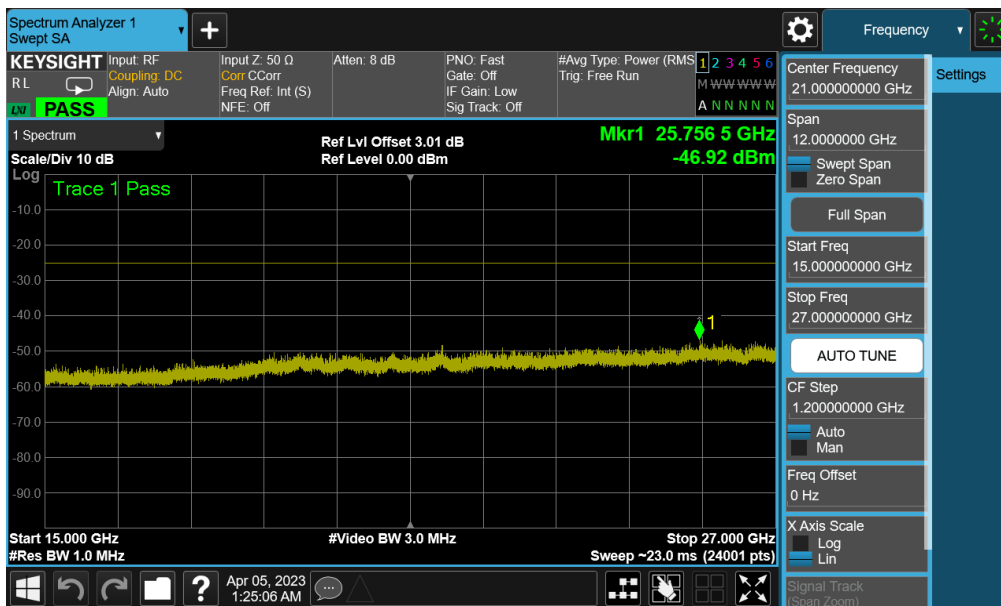 Spectrum Analyzer 1
Swept SA
Frequency
KEYSIGHT
RL
LXI PASS
Input: RF
Coupling: DC
Align: Auto
Input Z: 50 Ω
Corr CCorr
Freq Ref: Int (S)
NFE: Off
Atten: 8 dB
PNO: Fast
Gate: Off
IF Gain: Low
Sig Track: Off
#Avg Type: Power (RMS
Trig: Free Run
1 2 3 4 5 6
M W W W W W
A N N N N N
1 Spectrum
Scale/Div 10 dB
Ref Lvl Offset 3.01 dB
Ref Level 0.00 dBm
Mkr1 25.756 5 GHz
-46.92 dBm
Log
Trace 1 Pass
-10.0
-20.0
-30.0
-40.0
-50.0
-60.0
-70.0
-80.0
-90.0
1
Start 15.000 GHz
#Res BW 1.0 MHz
#Video BW 3.0 MHz
Stop 27.000 GHz
Sweep ~23.0 ms (24001 pts)
Center Frequency
21.000000000 GHz
Settings
Span
12.0000000 GHz
Swept Span
Zero Span
Full Span
Start Freq
15.000000000 GHz
Stop Freq
27.000000000 GHz
AUTO TUNE
CF Step
1.200000000 GHz
Auto
Man
Freq Offset
0 Hz
X Axis Scale
Log
Lin
Signal Track
(Span Zoom)
?
Apr 05, 2023
1:25:06 AM